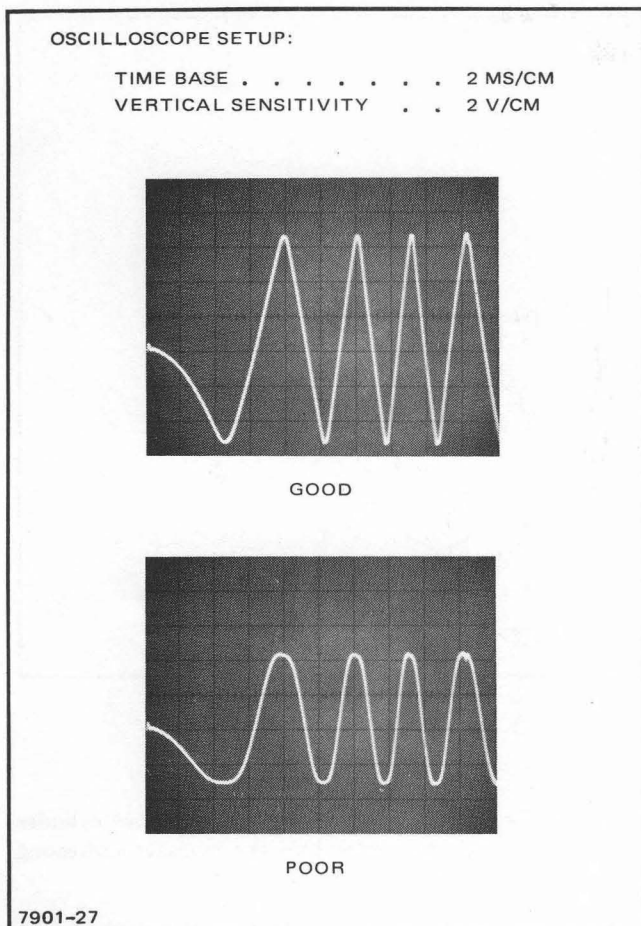 OSCILLOSCOPE SETUP:
TIME BASE . . . . . . . 2 MS/CM
VERTICAL SENSITIVITY . . 2 V/CM
GOOD
POOR
7901-27